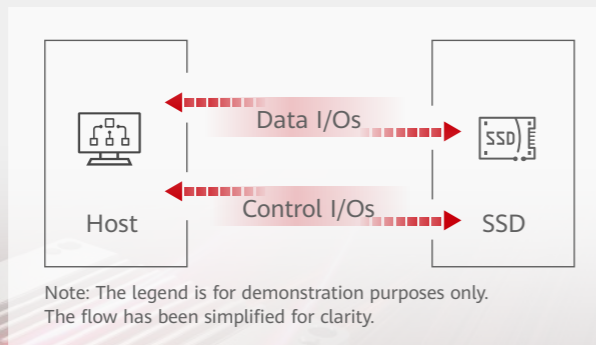 Data I/Os
SSD
Control I/Os
Host
SSD
Note: The legend is for demonstration purposes only.
The flow has been simplified for clarity.